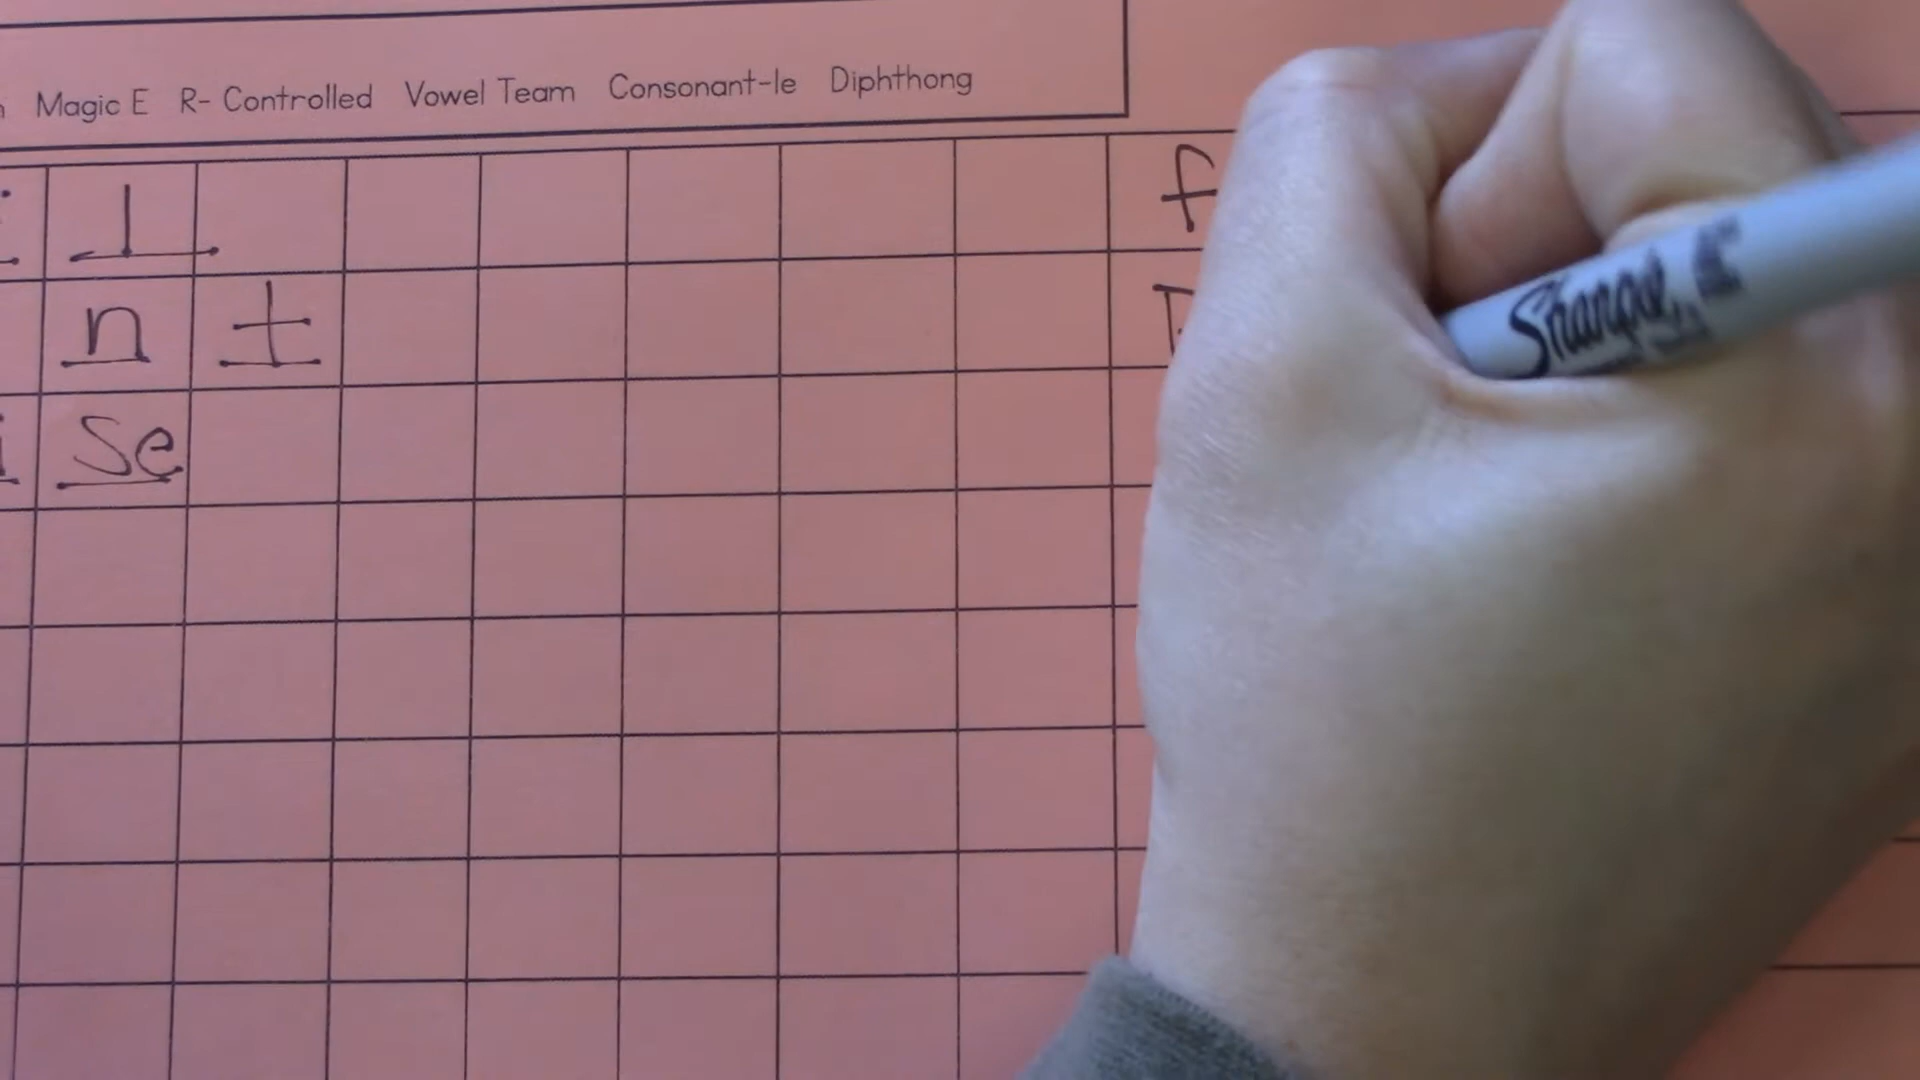 Magic E R- Controlled Vowel Team Consonant-le Diphthong
l f
n t
i se
Sharpie